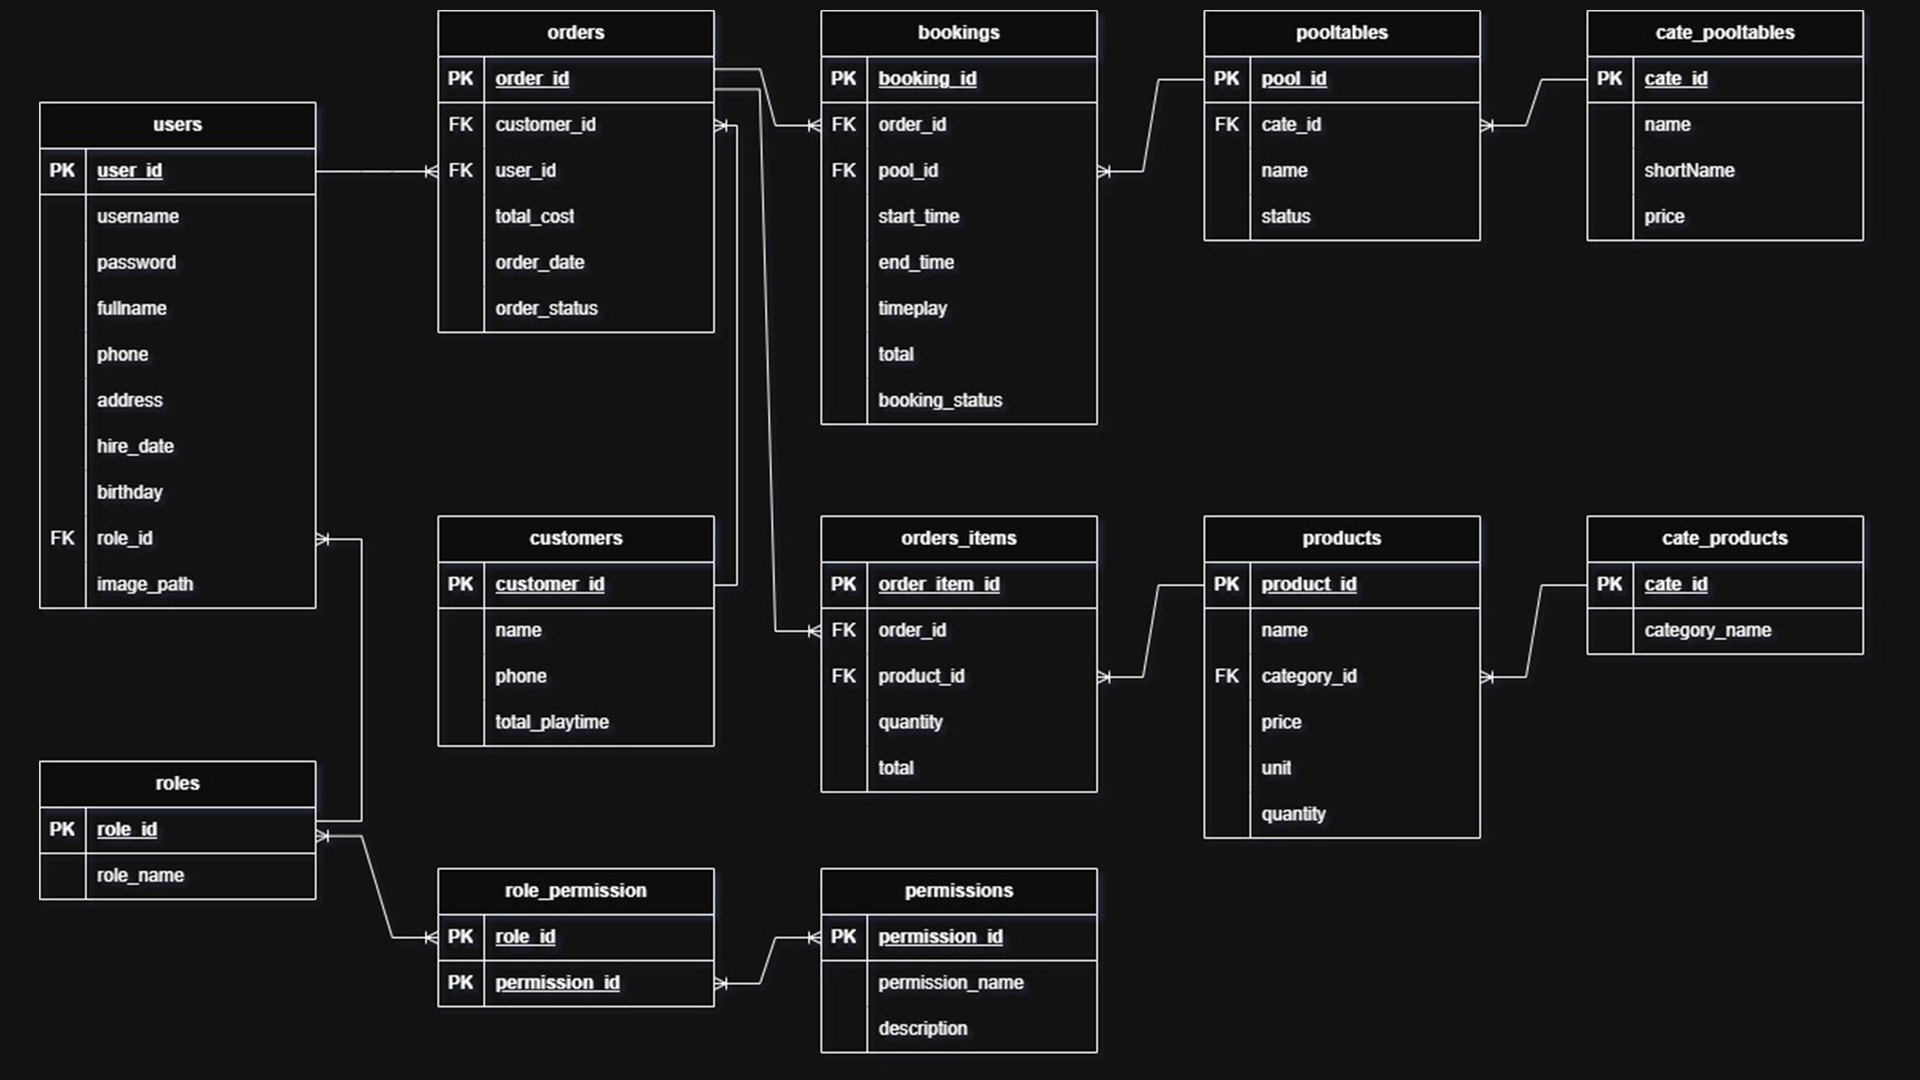 users
PK user_id
username
password
fullname
phone
address
hire_date
birthday
FK role_id
image_path
roles
PK role_id
role_name
orders
PK order_id
FK customer_id
FK user_id
total_cost
order_date
order_status
customers
PK customer_id
name
phone
total_playtime
role_permission
PK role_id
PK permission_id
bookings
PK booking_id
FK order_id
FK pool_id
start_time
end_time
timeplay
total
booking_status
orders_items
PK order_item_id
FK order_id
FK product_id
quantity
total
permissions
PK permission_id
permission_name
description
pooltables
PK pool_id
FK cate_id
name
status
products
PK product_id
name
FK category_id
price
unit
quantity
cate_pooltables
PK cate_id
name
shortName
price
cate_products
PK cate_id
category_name